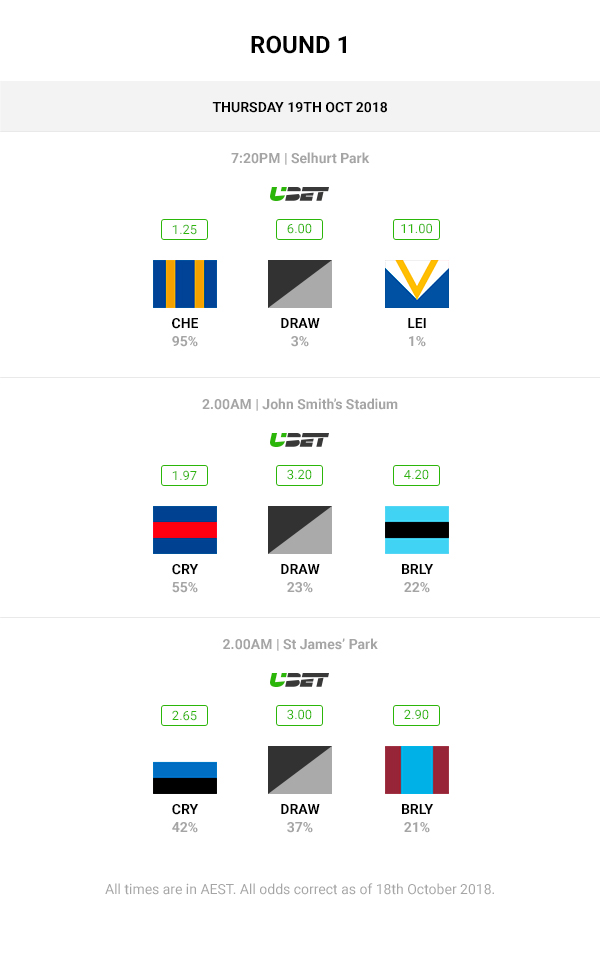 ROUND 1
THURSDAY 19TH OCT 2018
7:20PM | Selhurt Park
UBET
1.25 6.00 11.00
CHE DRAW LEI
95% 3% 1%
2.00AM | John Smith's Stadium
UBET
1.97 3.20 4.20
CRY DRAW BRLY
55% 23% 22%
2.00AM | St James' Park
UBET
2.65 3.00 2.90
CRY DRAW BRLY
42% 37% 21%
All times are in AEST. All odds correct as of 18th October 2018.